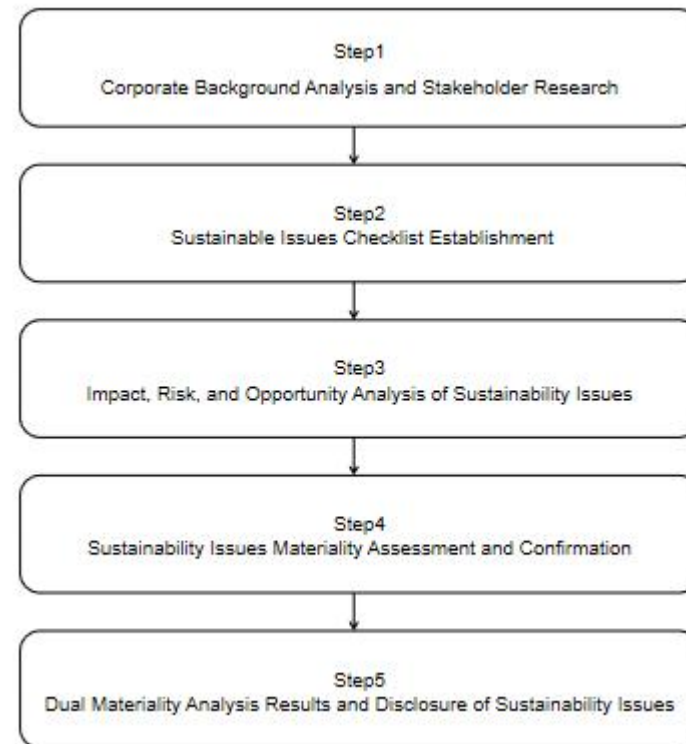 Step1
Corporate Background Analysis and Stakeholder Research
Step2
Sustainable Issues Checklist Establishment
Step3
Impact, Risk, and Opportunity Analysis of Sustainability Issues
Step4
Sustainability Issues Materiality Assessment and Confirmation
Step5
Dual Materiality Analysis Results and Disclosure of Sustainability Issues